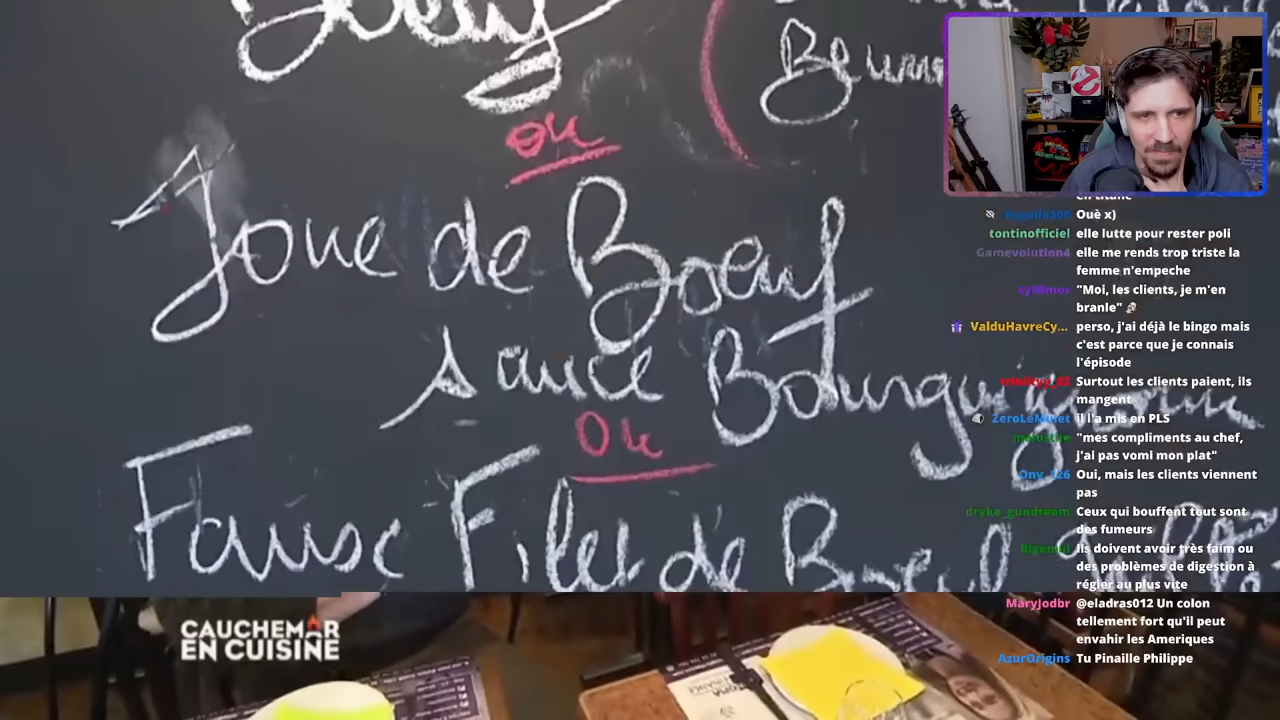 Boeuf
ou
Joue de Boeuf
sauce Bourguignonne
Ou
Fausc Filet de Boeuf
CAUCHEMAR
EN CUISINE
Ouè x)
tontinofficiel elle lutte pour rester poli
Gamevolution4 elle me rends trop triste la
femme n'empeche
"Moi, les clients, je m'en
branle"
ValduHavreCy... perso, j'ai déjà le bingo mais
c'est parce que je connais
l'épisode
Surtout les clients paient, ils
mangent
il l'a mis en PLS
"mes compliments au chef,
j'ai pas vomi mon plat"
Oui, mais les clients viennent
pas
dryke_gundream Ceux qui bouffent tout sont
des fumeurs
Ils doivent avoir très faim ou
des problèmes de digestion à
régler au plus vite
Maryjodbr @eladras012 Un colon
tellement fort qu'il peut
envahir les Ameriques
AzurOrigins Tu Pinaille Philippe